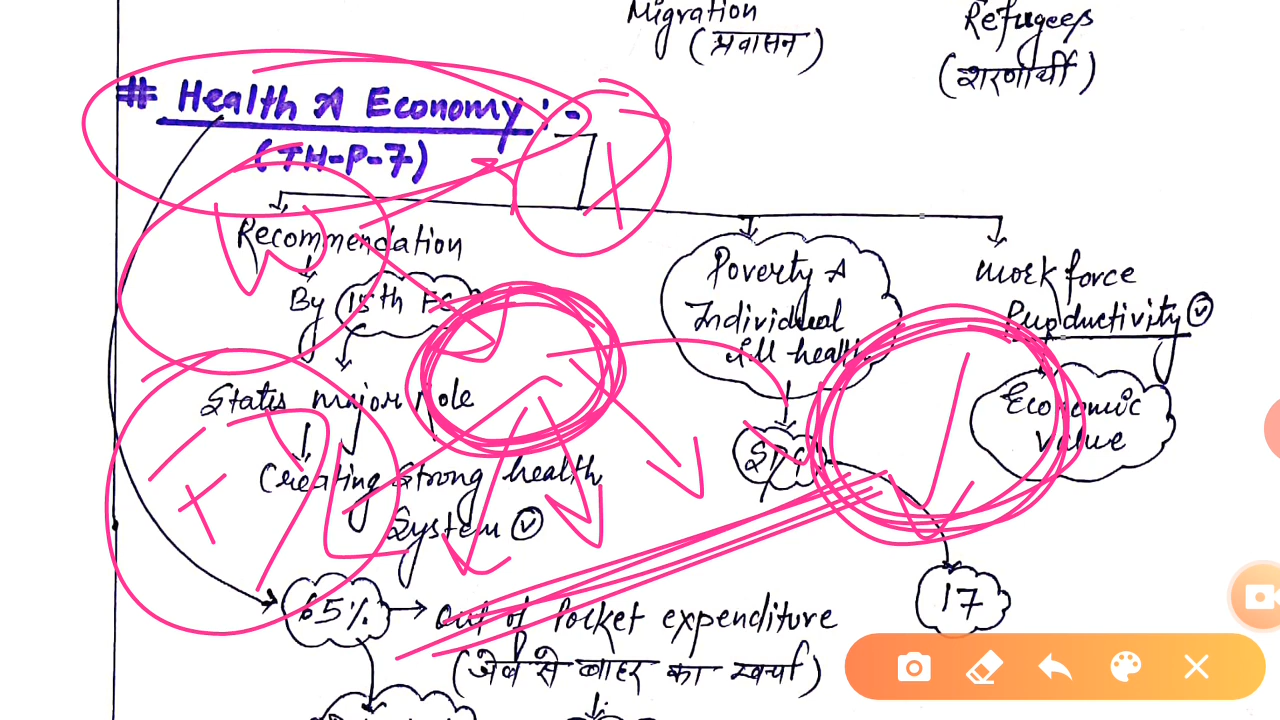 Migration
(प्रवासन)
Refugees
(शरणार्थी)
# Health & Economy :-
(TH-P-7)
Recommendation
By 15th FC
States major Role
Creating Strong health
System
Poverty &
Individual
Ill health
SDG
17
Work force
Productivity
Economic
Value
65% → Out of Pocket expenditure
(जेब से बाहर का खर्चा)